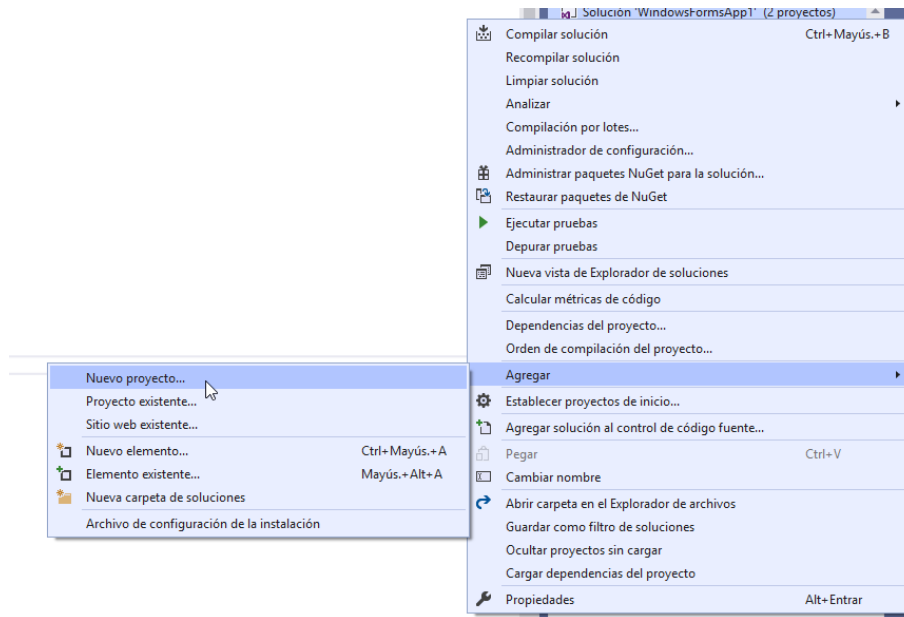 Solución 'WindowsFormsApp1' (2 proyectos)
Compilar solución Ctrl+Mayús.+B
Recompilar solución
Limpiar solución
Analizar
Compilación por lotes...
Administrador de configuración...
Administrar paquetes NuGet para la solución...
Restaurar paquetes de NuGet
Ejecutar pruebas
Depurar pruebas
Nueva vista de Explorador de soluciones
Calcular métricas de código
Dependencias del proyecto...
Orden de compilación del proyecto...
Agregar
Establecer proyectos de inicio...
Agregar solución al control de código fuente...
Pegar Ctrl+V
Cambiar nombre
Abrir carpeta en el Explorador de archivos
Guardar como filtro de soluciones
Ocultar proyectos sin cargar
Cargar dependencias del proyecto
Propiedades Alt+Entrar
Nuevo proyecto...
Proyecto existente...
Sitio web existente...
Nuevo elemento... Ctrl+Mayús.+A
Elemento existente... Mayús.+Alt+A
Nueva carpeta de soluciones
Archivo de configuración de la instalación